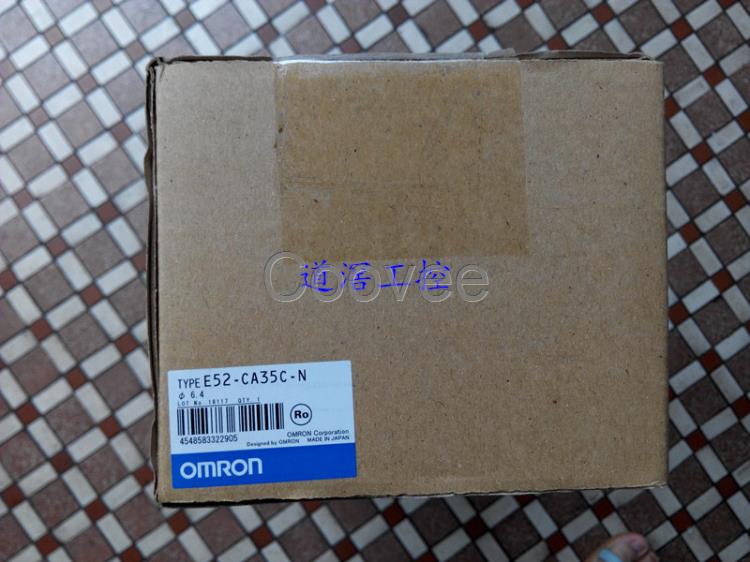 道滘工控
Coovee
TYPE E52-CA35C-N
φ 6.4
LOT No. 18117 QTY. 1
Ro
4548583322905
OMRON Corporation
Designed by OMRON MADE IN JAPAN
OMRON